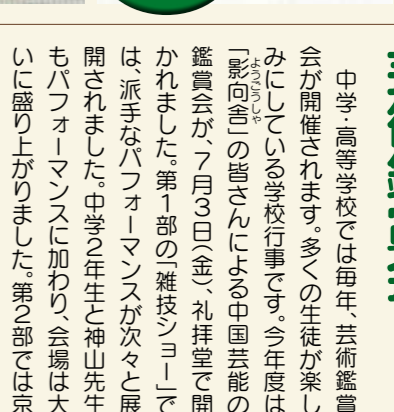 中学・高等学校では毎年、芸術鑑賞
会が開催されます。多くの生徒が楽し
みにしている学校行事です。今年度は
「影向舎」の皆さんによる中国芸能の
ようごうしゃ
鑑賞会が、7月3日(金)、礼拝堂で開
かれました。第1部の「雑技ショー」で
は、派手なパフォーマンスが次々と展
開されました。中学2年生と神山先生
もパフォーマンスに加わり、会場は大
いに盛り上がりました。第2部では京